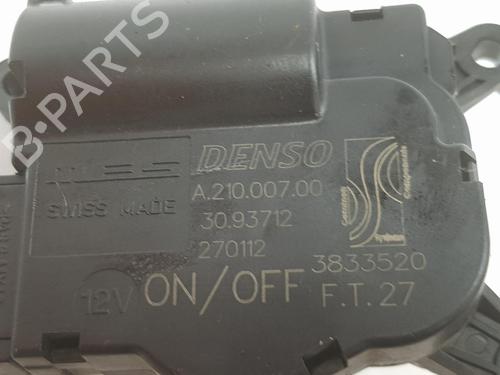 B-PARTS
DENSO
SWISS MADE
A.210.007.00
30.93712
270112
3833520
12V
ON/OFF
F.T.27